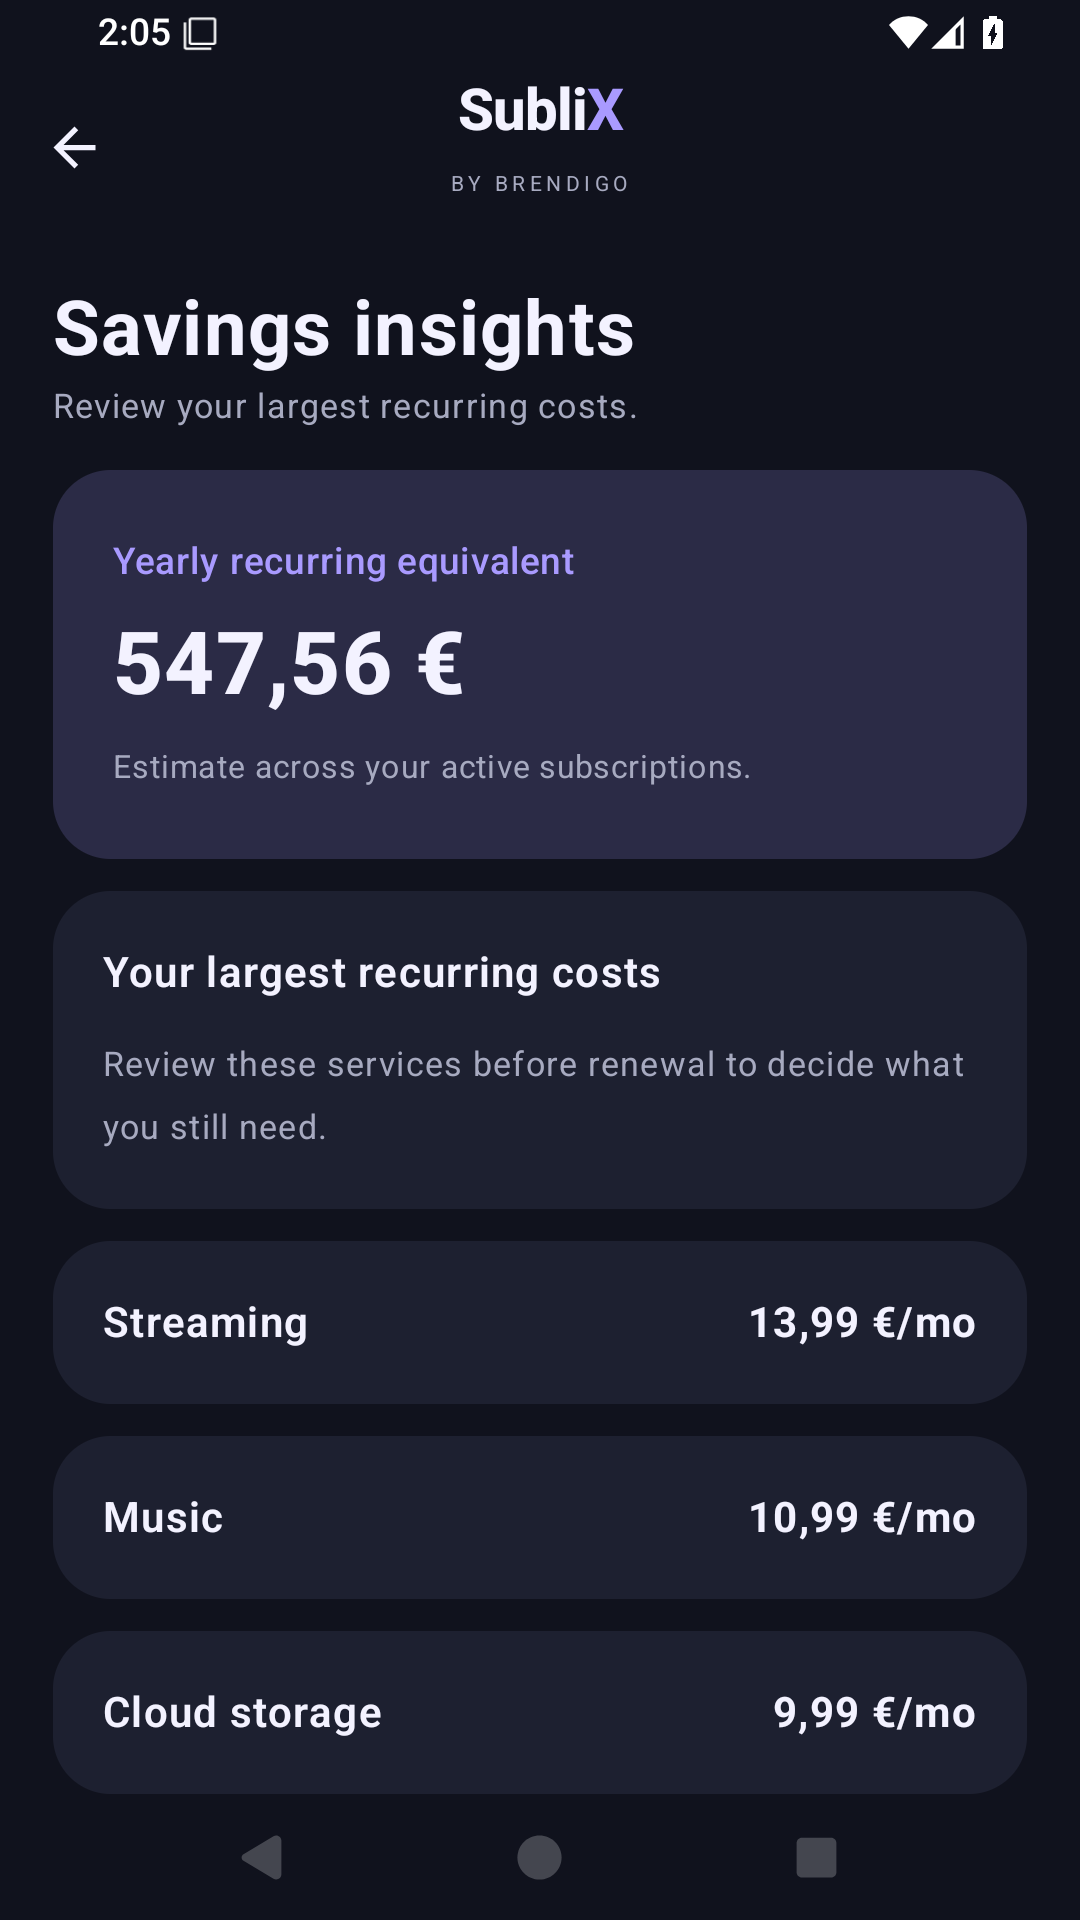 2:05
SubliX
BY BRENDIGO
Savings insights
Review your largest recurring costs.
Yearly recurring equivalent
547,56 €
Estimate across your active subscriptions.
Your largest recurring costs
Review these services before renewal to decide what
you still need.
Streaming 13,99 €/mo
Music 10,99 €/mo
Cloud storage 9,99 €/mo